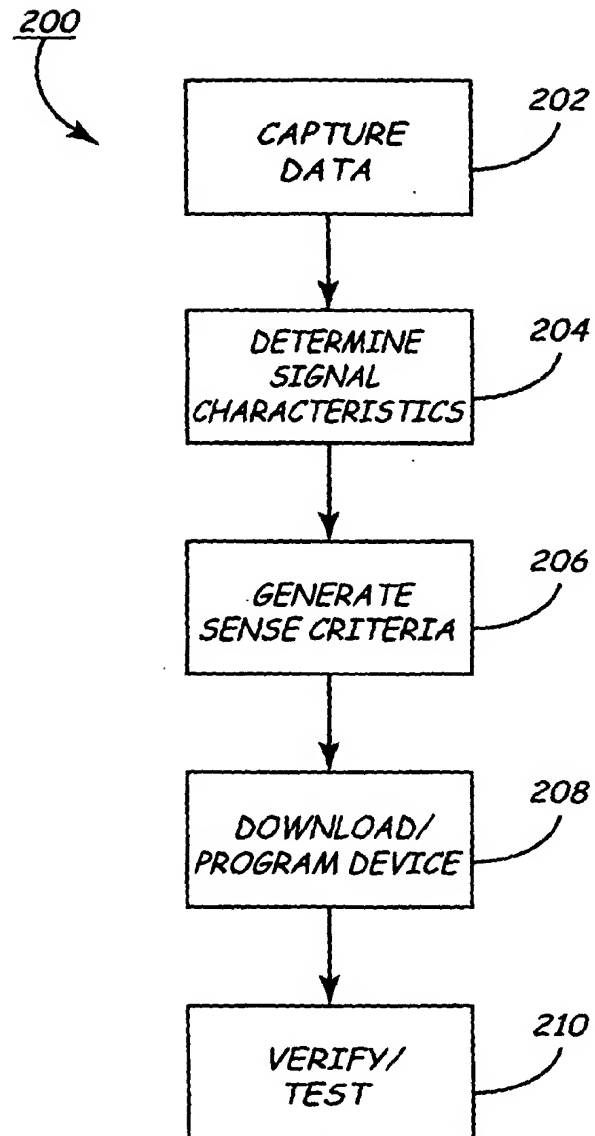 200
202
CAPTURE
DATA
204
DETERMINE
SIGNAL
CHARACTERISTICS
206
GENERATE
SENSE CRITERIA
208
DOWNLOAD/
PROGRAM DEVICE
210
VERIFY/
TEST